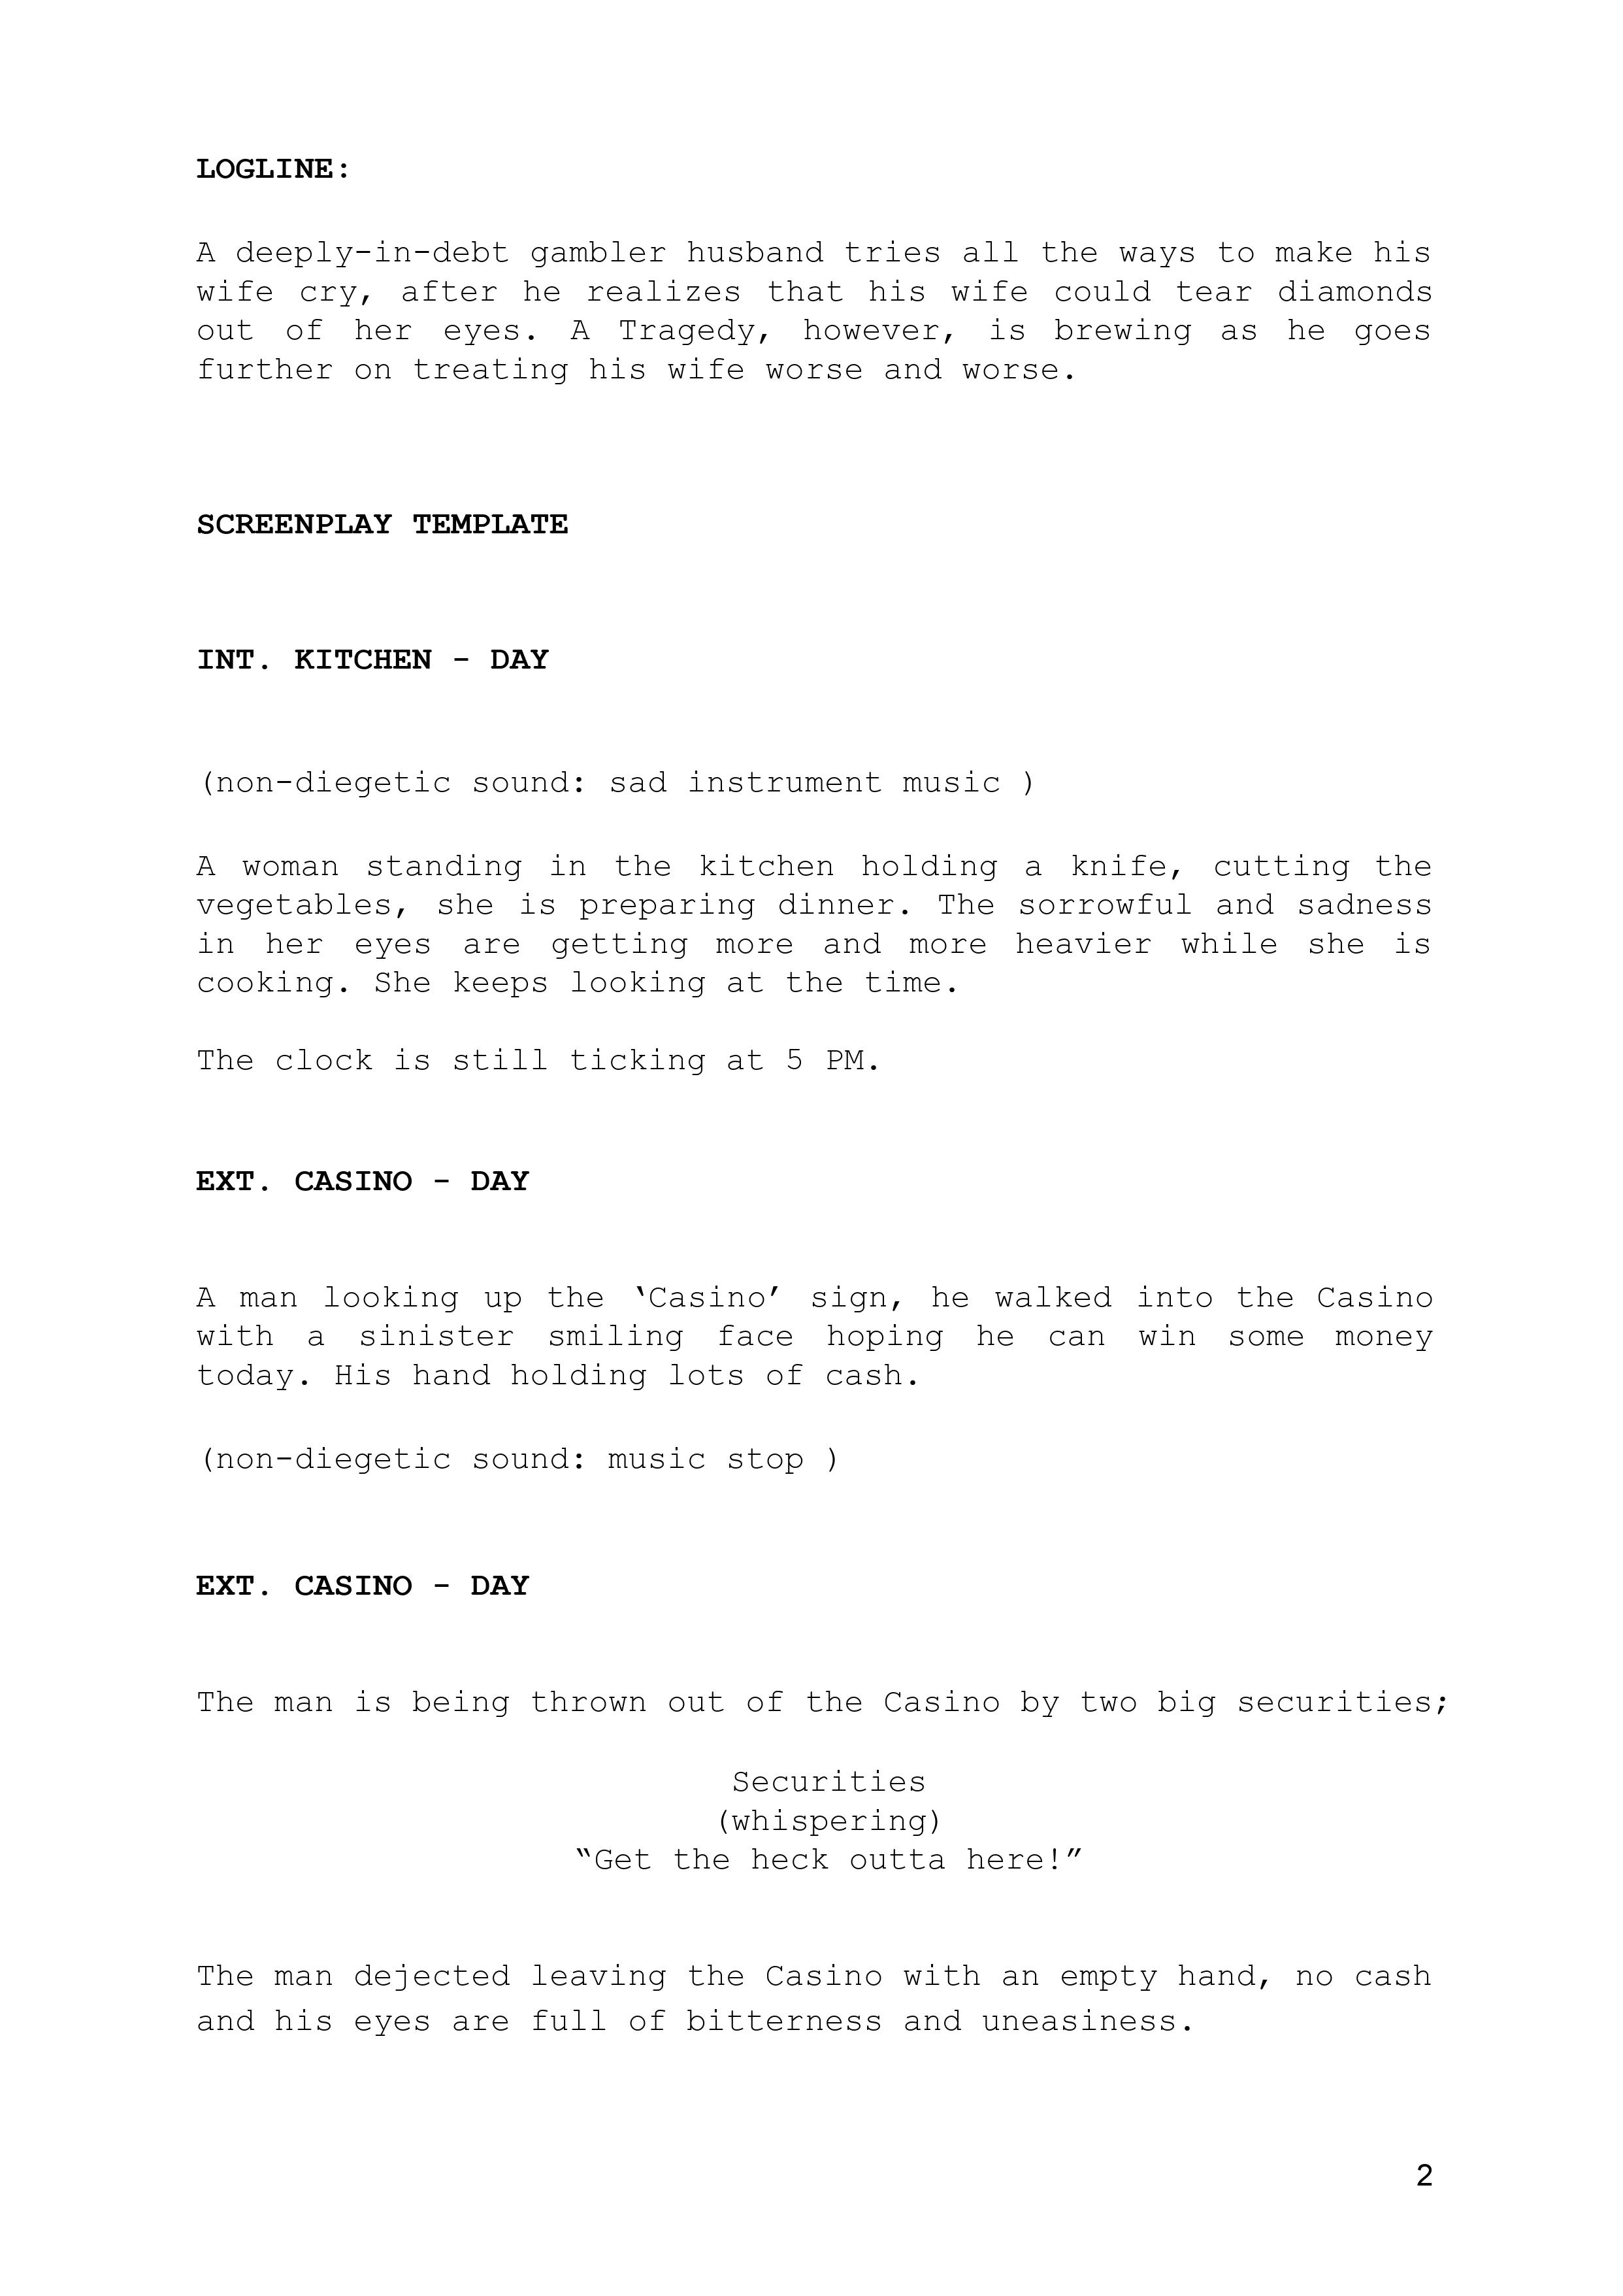 LOGLINE:
A deeply-in-debt gambler husband tries all the ways to make his
wife cry, after he realizes that his wife could tear diamonds
out of her eyes. A Tragedy, however, is brewing as he goes
further on treating his wife worse and worse.
SCREENPLAY TEMPLATE
INT. KITCHEN - DAY
(non-diegetic sound: sad instrument music )
A woman standing in the kitchen holding a knife, cutting the
vegetables, she is preparing dinner. The sorrowful and sadness
in her eyes are getting more and more heavier while she is
cooking. She keeps looking at the time.
The clock is still ticking at 5 PM.
EXT. CASINO - DAY
A man looking up the ‘Casino’ sign, he walked into the Casino
with a sinister smiling face hoping he can win some money
today. His hand holding lots of cash.
(non-diegetic sound: music stop )
EXT. CASINO - DAY
The man is being thrown out of the Casino by two big securities;
Securities
(whispering)
“Get the heck outta here!”
The man dejected leaving the Casino with an empty hand, no cash
and his eyes are full of bitterness and uneasiness.
2